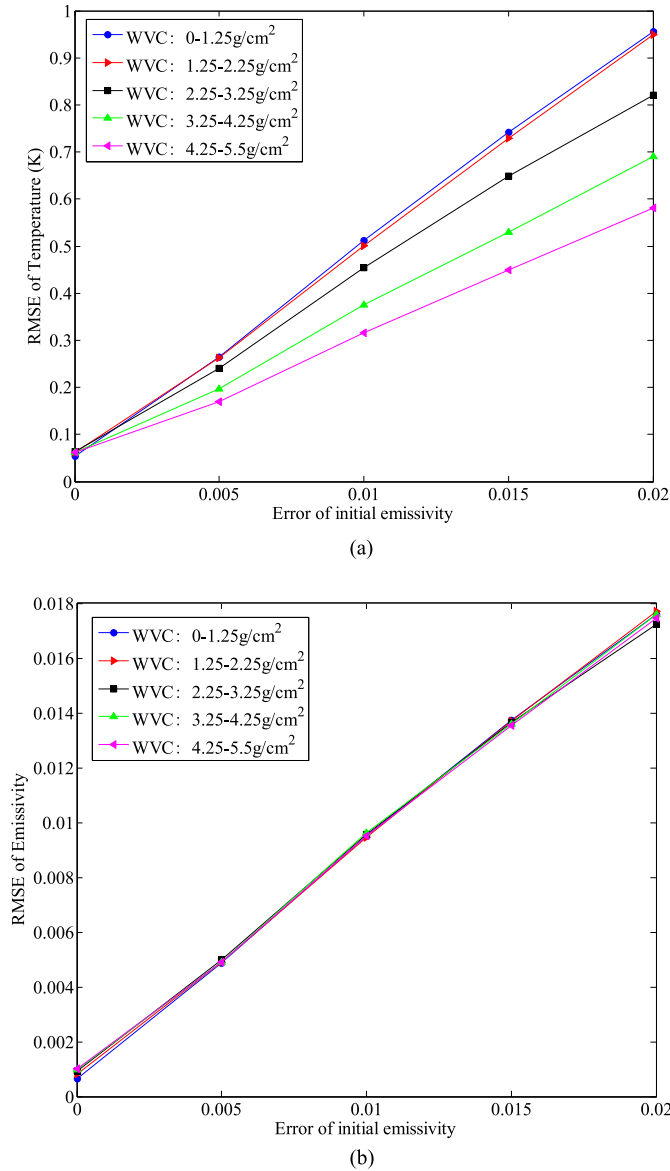 1
0.9
0.8
0.7
0.6
0.5
0.4
0.3
0.2
0.1
0
RMSE of Temperature (K)
WVC: 0-1.25g/cm²
WVC: 1.25-2.25g/cm²
WVC: 2.25-3.25g/cm²
WVC: 3.25-4.25g/cm²
WVC: 4.25-5.5g/cm²
0 0.005 0.01 0.015 0.02
Error of initial emissivity
(a)
0.018
0.016
0.014
0.012
0.01
0.008
0.006
0.004
0.002
0
RMSE of Emissivity
WVC: 0-1.25g/cm²
WVC: 1.25-2.25g/cm²
WVC: 2.25-3.25g/cm²
WVC: 3.25-4.25g/cm²
WVC: 4.25-5.5g/cm²
0 0.005 0.01 0.015 0.02
Error of initial emissivity
(b)